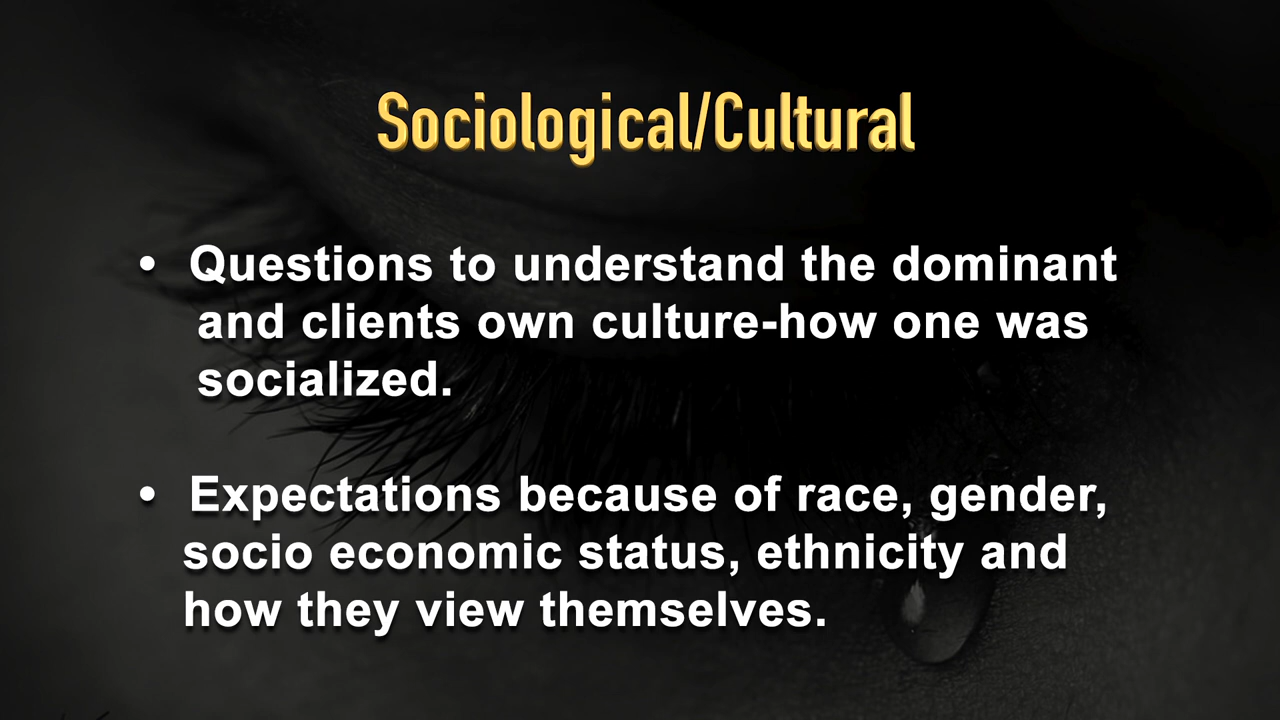 Sociological/Cultural
• Questions to understand the dominant
and clients own culture-how one was
socialized.
• Expectations because of race, gender,
socio economic status, ethnicity and
how they view themselves.